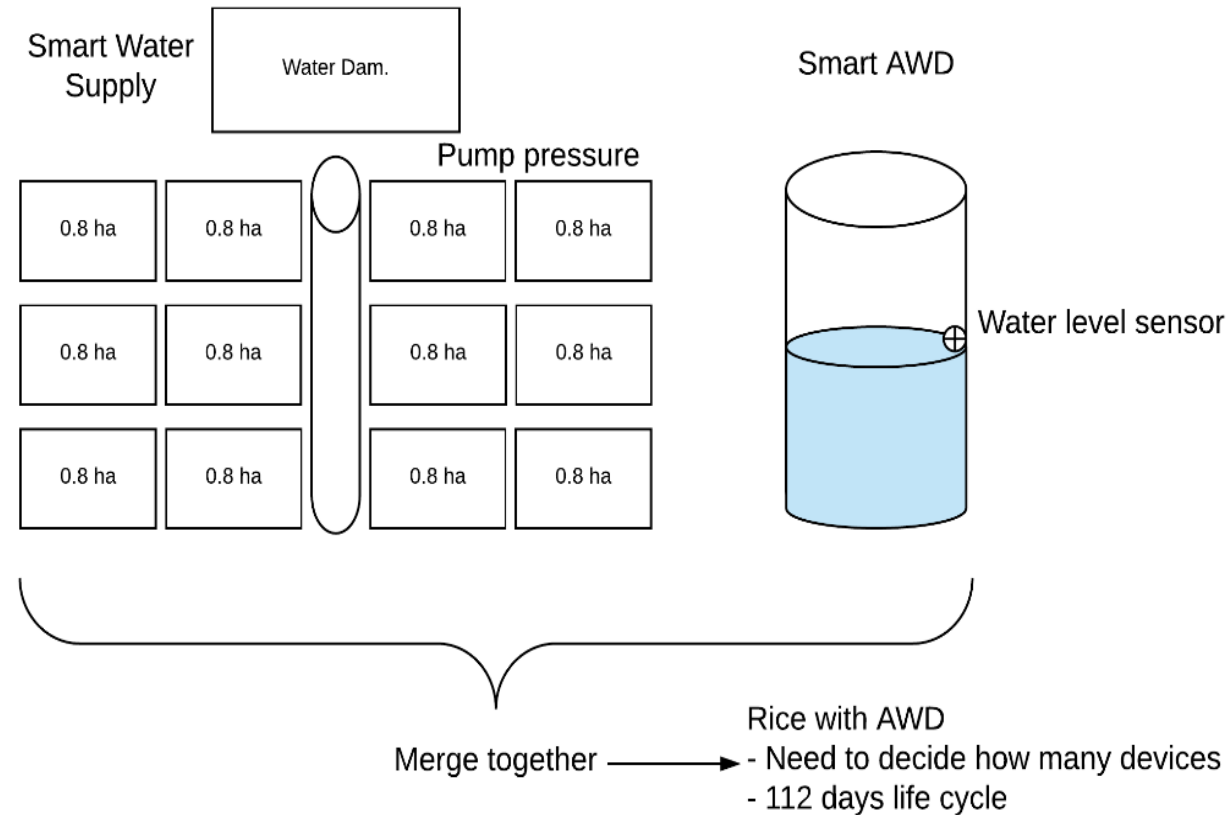 Smart Water
Supply
Water Dam.
Smart AWD
Pump pressure
0.8 ha
0.8 ha
0.8 ha
0.8 ha
Water level sensor
0.8 ha
0.8 ha
0.8 ha
0.8 ha
0.8 ha
0.8 ha
0.8 ha
0.8 ha
Merge together
Rice with AWD
- Need to decide how many devices
- 112 days life cycle